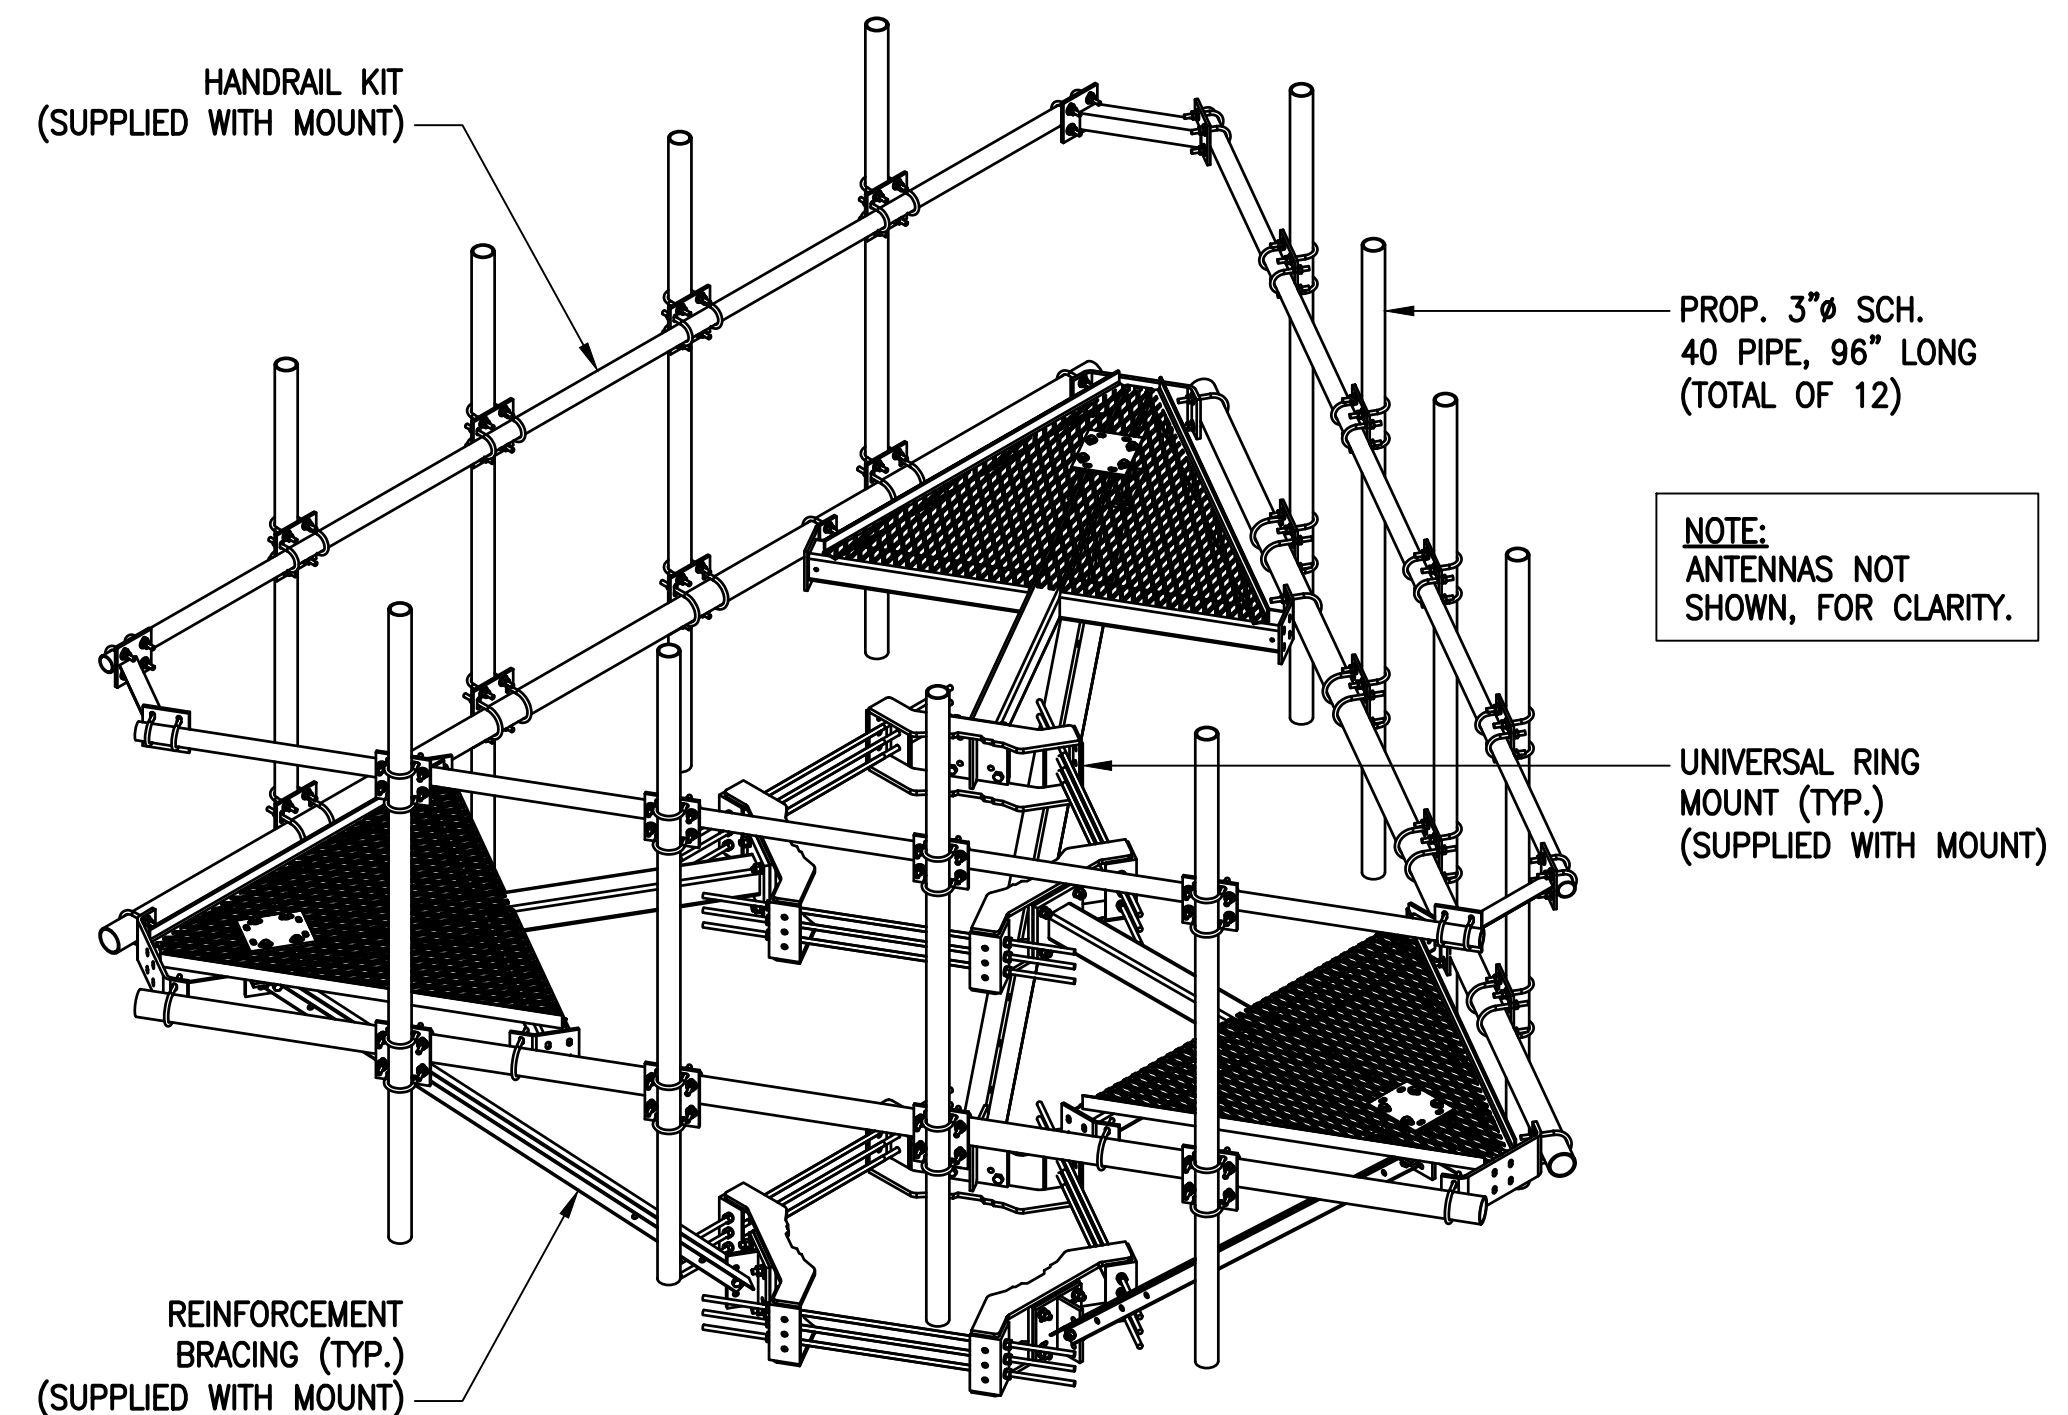 HANDRAIL KIT
(SUPPLIED WITH MOUNT)
PROP. 3"ø SCH.
40 PIPE, 96" LONG
(TOTAL OF 12)
NOTE:
ANTENNAS NOT
SHOWN, FOR CLARITY.
UNIVERSAL RING
MOUNT (TYP.)
(SUPPLIED WITH MOUNT)
REINFORCEMENT
BRACING (TYP.)
(SUPPLIED WITH MOUNT)